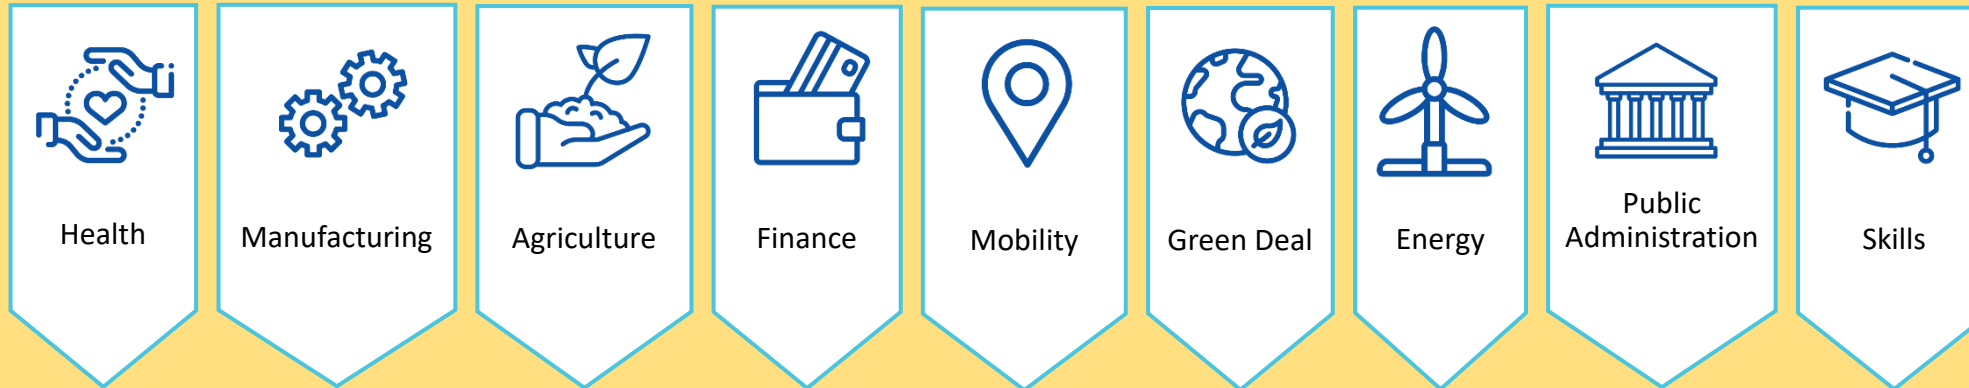 Health
Manufacturing
Agriculture
Finance
Mobility
Green Deal
Energy
Public
Administration
Skills